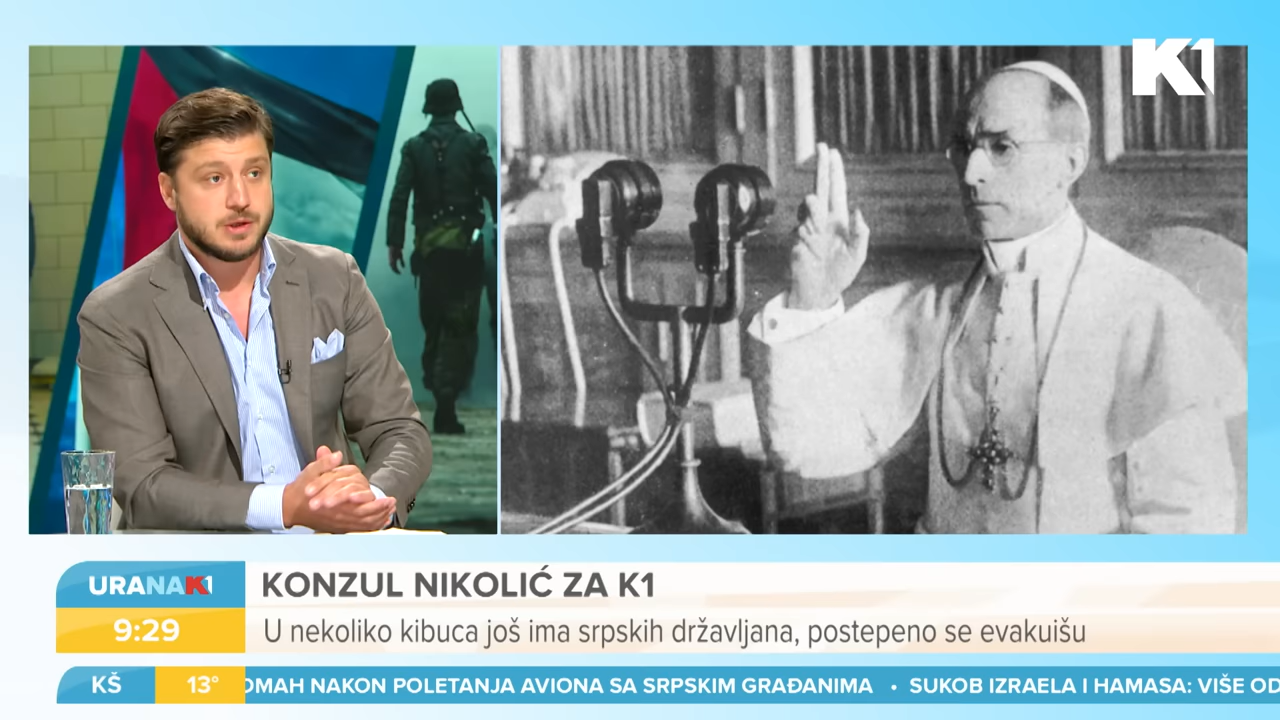 K1
URANAK1
KONZUL NIKOLIĆ ZA K1
9:29
U nekoliko kibuca još ima srpskih državljana, postepeno se evakuišu
KŠ 13° OMAH NAKON POLETANJA AVIONA SA SRPSKIM GRAĐANIMA • SUKOB IZRAELA I HAMASA: VIŠE OD